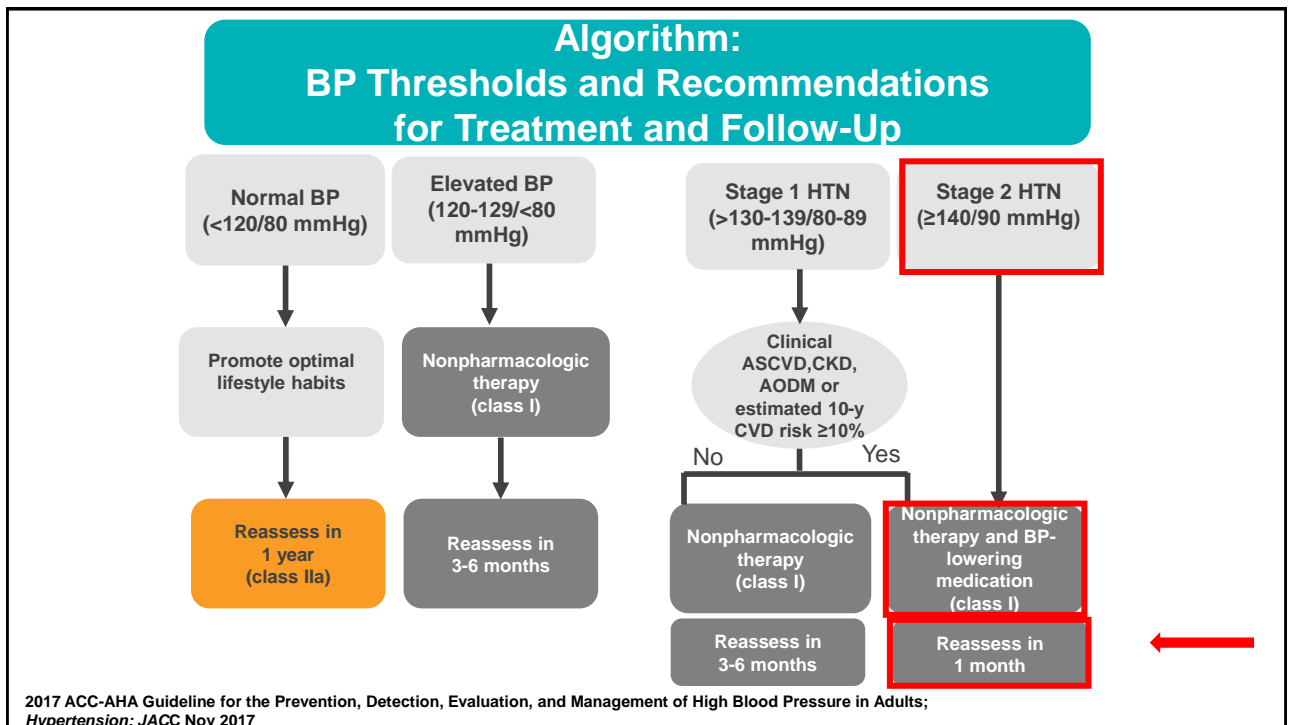 Algorithm:
BP Thresholds and Recommendations
for Treatment and Follow-Up
Normal BP
(<120/80 mmHg)
Elevated BP
(120-129/<80
mmHg)
Stage 1 HTN
(>130-139/80-89
mmHg)
Stage 2 HTN
(≥140/90 mmHg)
Promote optimal
lifestyle habits
Nonpharmacologic
therapy
(class I)
Clinical
ASCVD,CKD,
AODM or
estimated 10-y
CVD risk ≥10%
No
Yes
Reassess in
1 year
(class IIa)
Reassess in
3-6 months
Nonpharmacologic
therapy
(class I)
Nonpharmacologic
therapy and BP-
lowering
medication
(class I)
Reassess in
3-6 months
Reassess in
1 month
2017 ACC-AHA Guideline for the Prevention, Detection, Evaluation, and Management of High Blood Pressure in Adults;
Hypertension; JACC Nov 2017